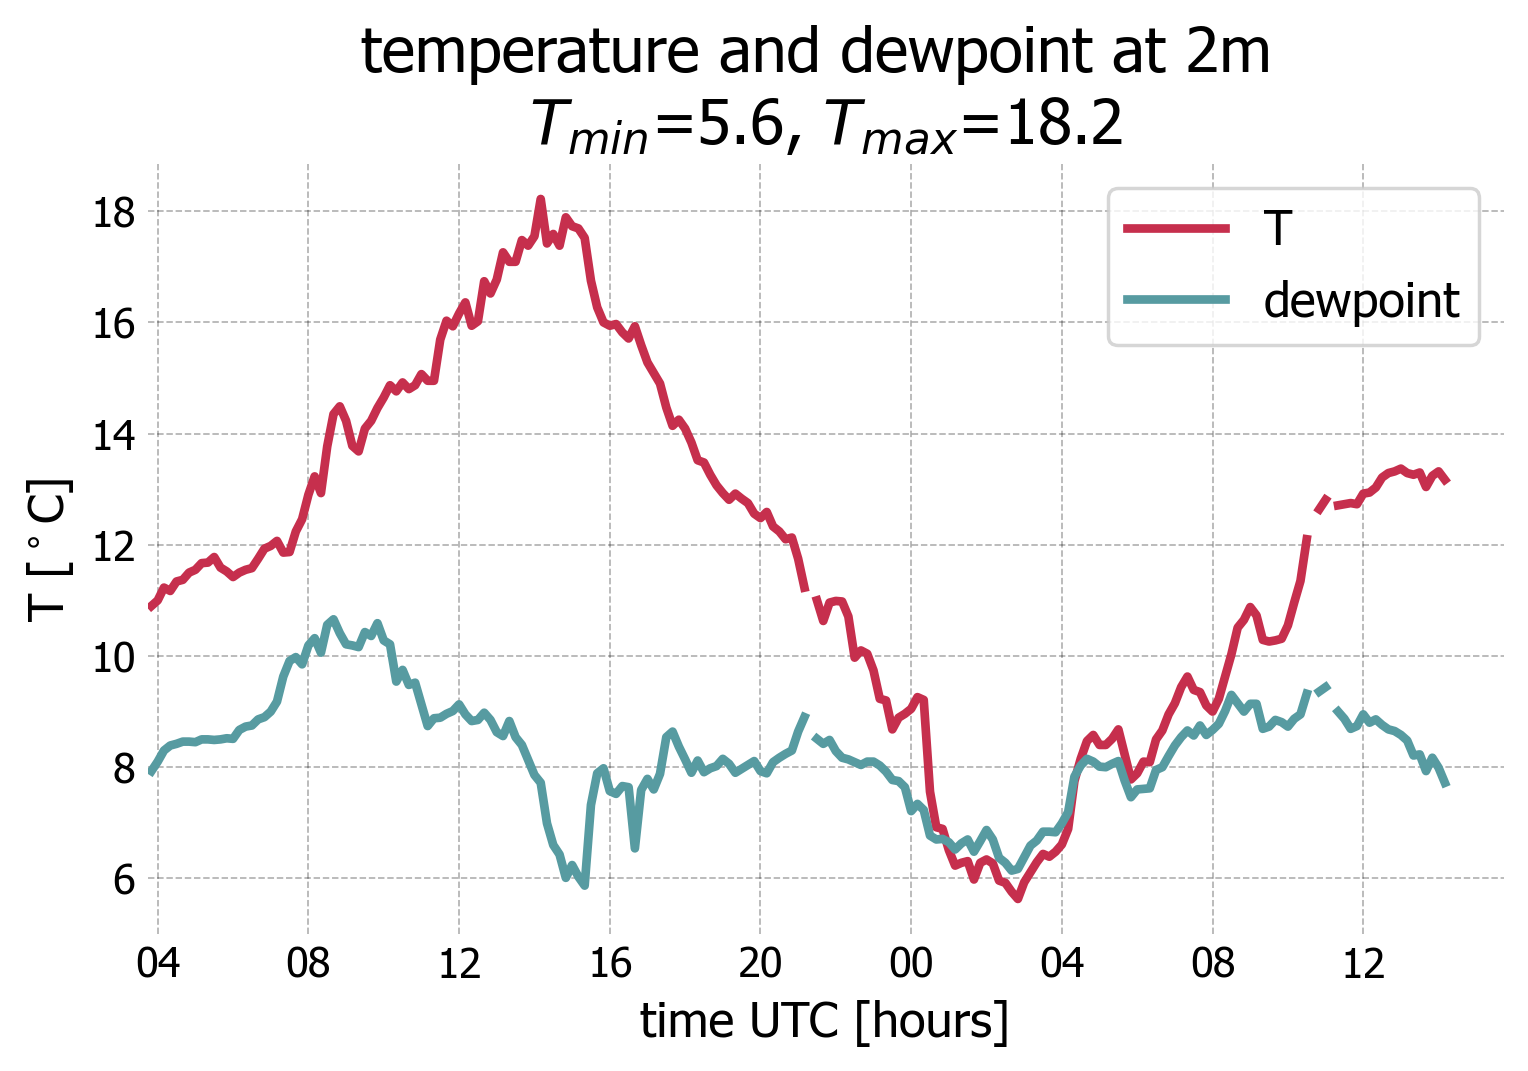 temperature and dewpoint at 2m
T_min=5.6, T_max=18.2
T
dewpoint
18
16
14
12
10
8
6
T [°C]
04 08 12 16 20 00 04 08 12
time UTC [hours]